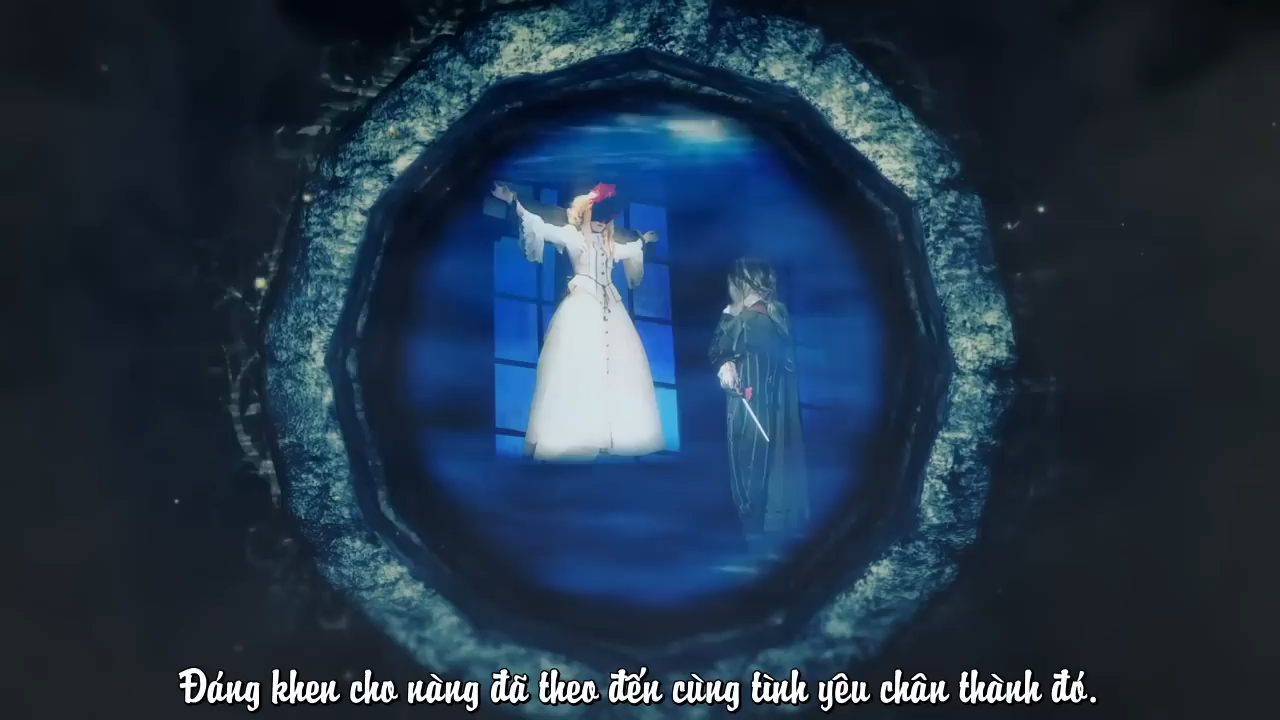 Đáng khen cho nàng đã theo đến cùng tình yêu chân thành đó.